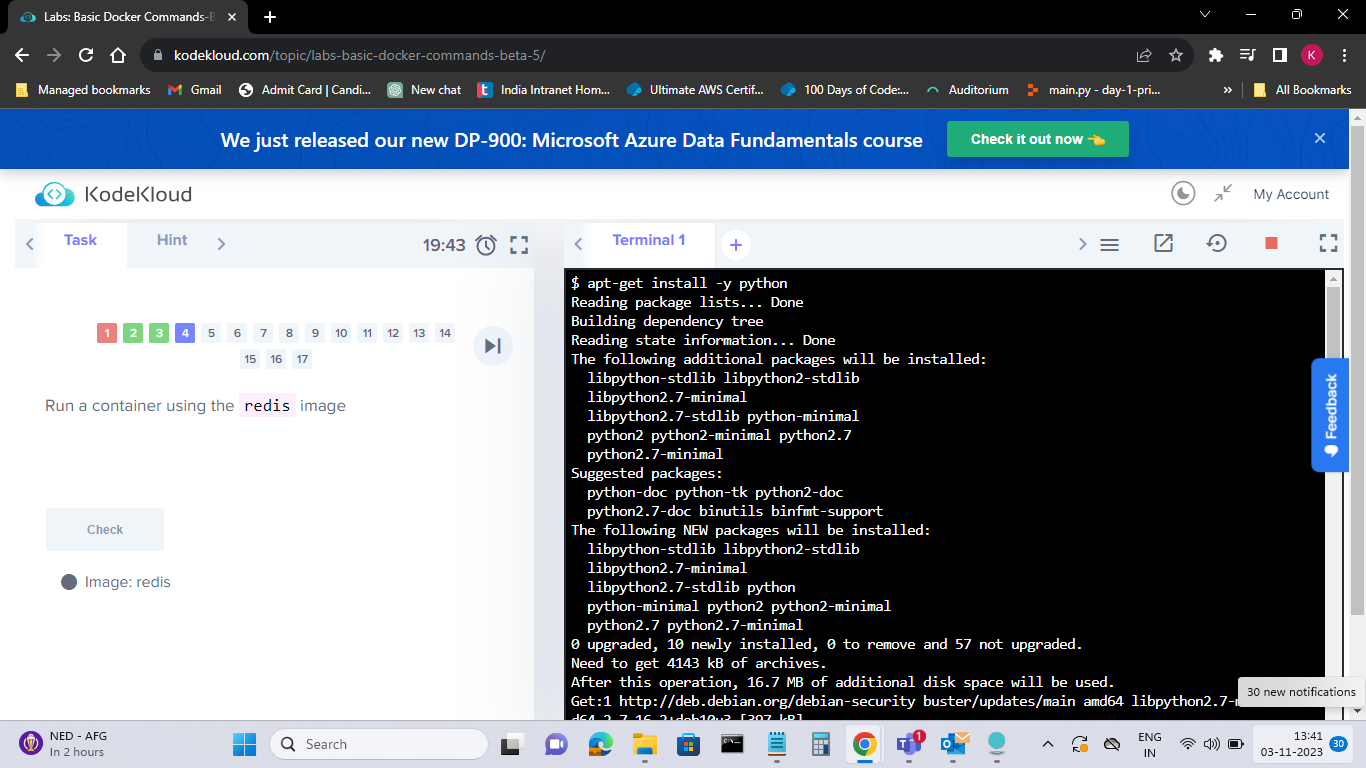 Labs: Basic Docker Commands-B
kodekloud.com/topic/labs-basic-docker-commands-beta-5/
K
Managed bookmarks
Gmail
Admit Card | Candi...
New chat
India Intranet Hom...
Ultimate AWS Certif...
100 Days of Code:...
Auditorium
main.py - day-1-pri...
»
All Bookmarks
We just released our new DP-900: Microsoft Azure Data Fundamentals course
Check it out now
KodeKloud
My Account
Task
Hint
19:43
Terminal 1
+
1 2 3 4 5 6 7 8 9 10 11 12 13 14
15 16 17
Run a container using the redis image
Check
Image: redis
$ apt-get install -y python
Reading package lists... Done
Building dependency tree
Reading state information... Done
The following additional packages will be installed:
libpython-stdlib libpython2-stdlib
libpython2.7-minimal
libpython2.7-stdlib python-minimal
python2 python2-minimal python2.7
python2.7-minimal
Suggested packages:
python-doc python-tk python2-doc
python2.7-doc binutils binfmt-support
The following NEW packages will be installed:
libpython-stdlib libpython2-stdlib
libpython2.7-minimal
libpython2.7-stdlib python
python-minimal python2 python2-minimal
python2.7 python2.7-minimal
0 upgraded, 10 newly installed, 0 to remove and 57 not upgraded.
Need to get 4143 kB of archives.
After this operation, 16.7 MB of additional disk space will be used.
Get:1 http://deb.debian.org/debian-security buster/updates/main amd64 libpython2.7-
Feedback
30 new notifications
NED - AFG
In 2 hours
Search
1
ENG
IN
13:41
03-11-2023
30